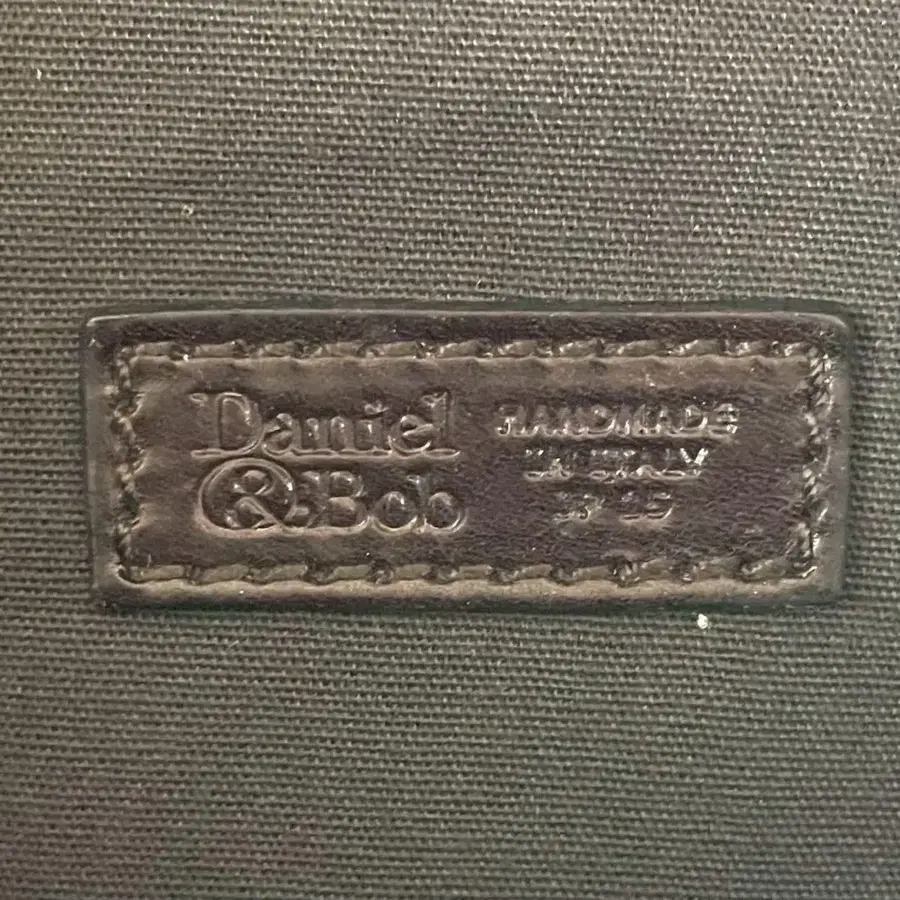 Daniel
& Bob
HANDMADE
IN ITALY